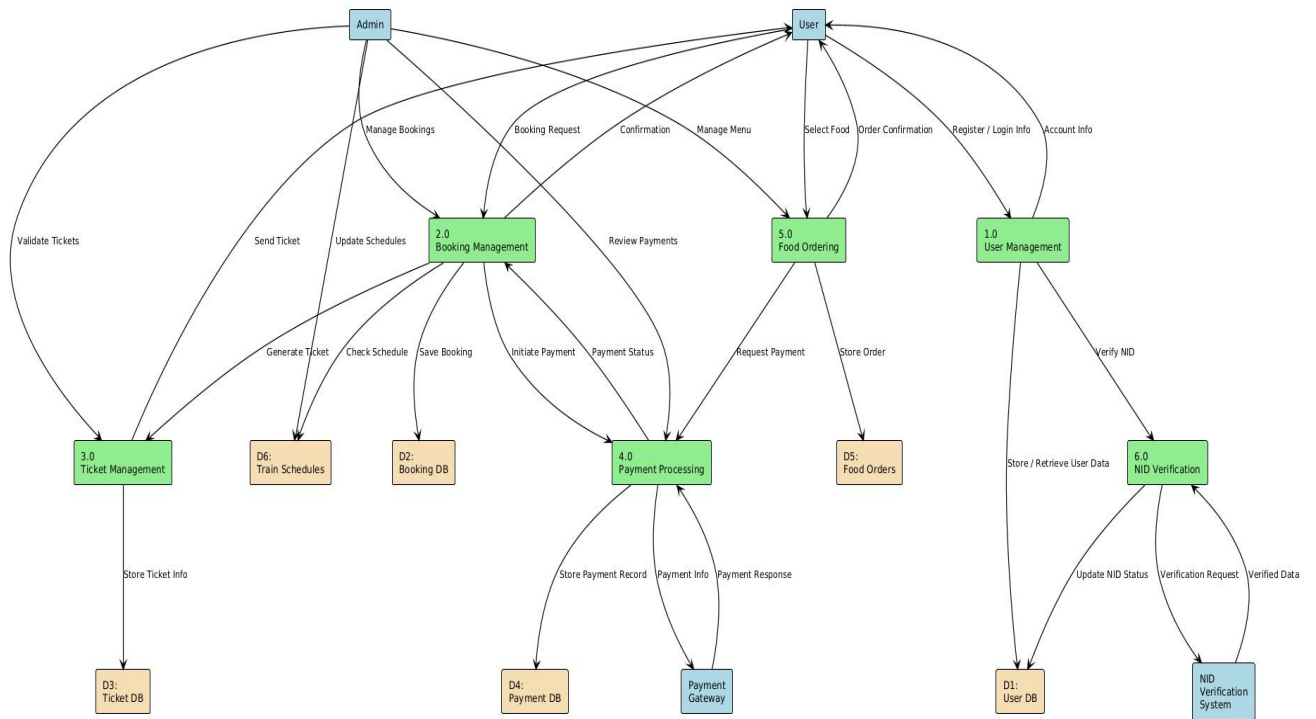 Admin
User
Manage Bookings
Booking Request
Confirmation
Manage Menu
Select Food
Order Confirmation
Register / Login Info
Account Info
Validate Tickets
Send Ticket
Update Schedules
2.0
Booking Management
Review Payments
5.0
Food Ordering
1.0
User Management
Generate Ticket
Check Schedule
Save Booking
Initiate Payment
Payment Status
Request Payment
Store Order
Verify NID
3.0
Ticket Management
D6:
Train Schedules
D2:
Booking DB
4.0
Payment Processing
D5:
Food Orders
Store / Retrieve User Data
6.0
NID Verification
Store Ticket Info
Store Payment Record
Payment Info
Payment Response
Update NID Status
Verification Request
Verified Data
D3:
Ticket DB
D4:
Payment DB
Payment
Gateway
D1:
User DB
NID
Verification
System